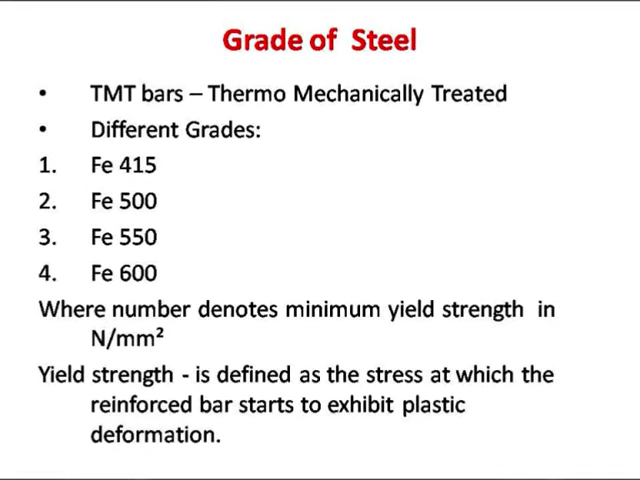 Grade of Steel
• TMT bars – Thermo Mechanically Treated
• Different Grades:
1. Fe 415
2. Fe 500
3. Fe 550
4. Fe 600
Where number denotes minimum yield strength in
N/mm²
Yield strength - is defined as the stress at which the
reinforced bar starts to exhibit plastic
deformation.